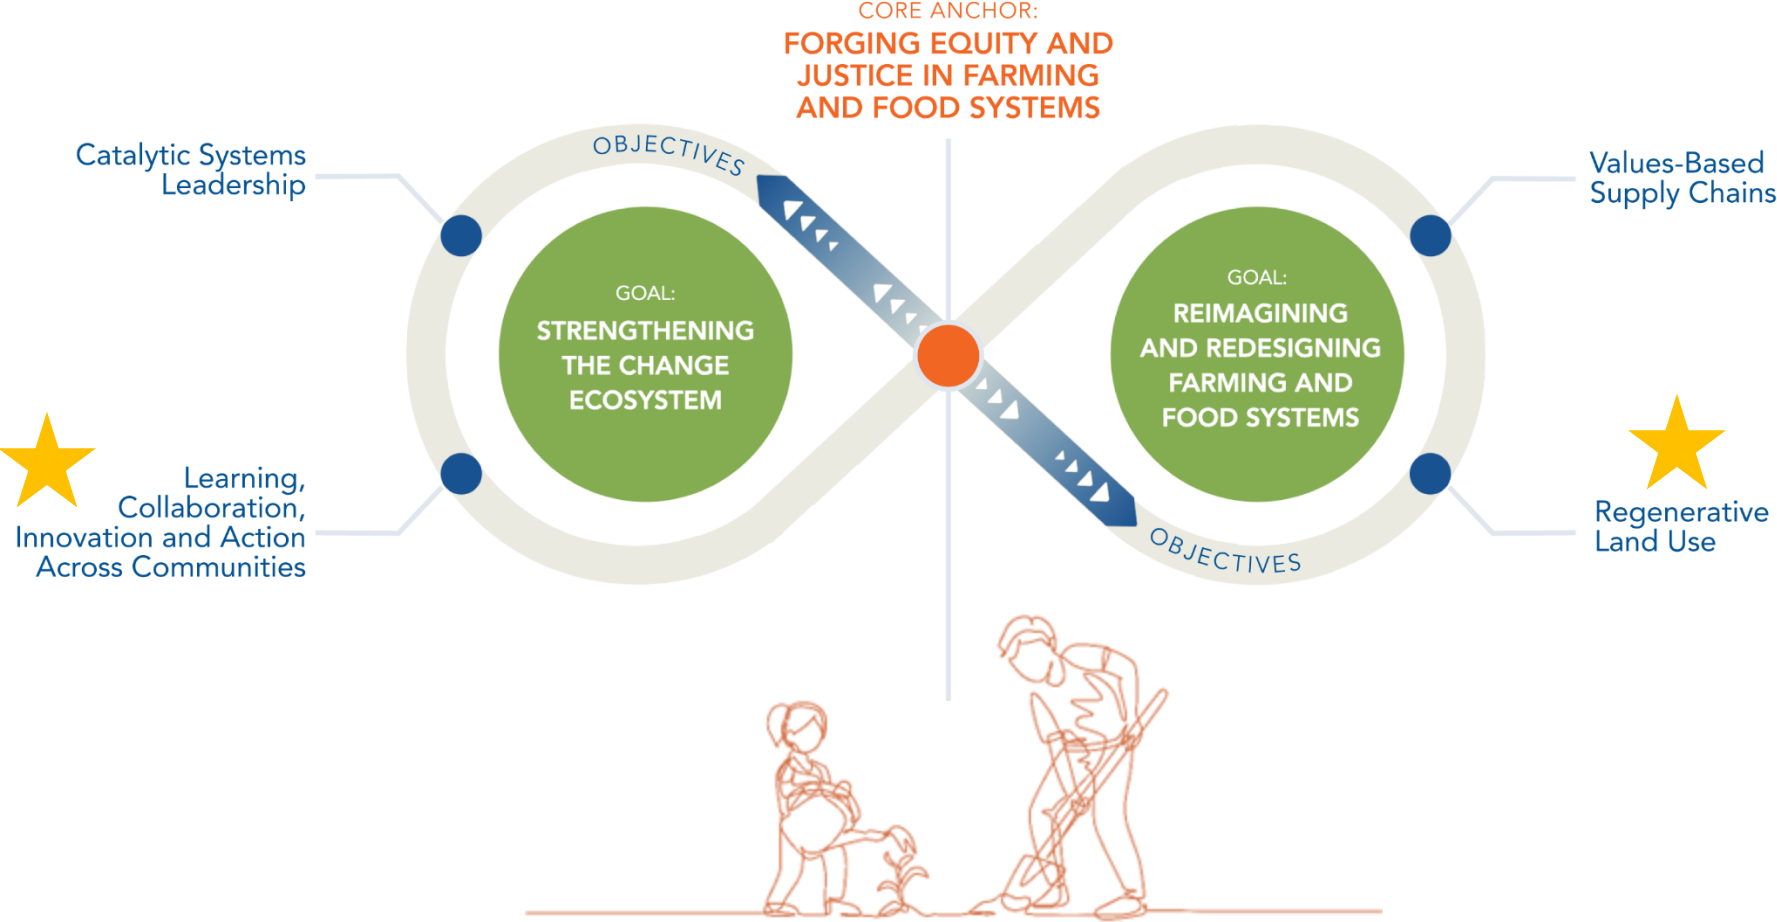 CORE ANCHOR:
FORGING EQUITY AND
JUSTICE IN FARMING
AND FOOD SYSTEMS
OBJECTIVES
Catalytic Systems
Leadership
Values-Based
Supply Chains
GOAL:
STRENGTHENING
THE CHANGE
ECOSYSTEM
GOAL:
REIMAGINING
AND REDESIGNING
FARMING AND
FOOD SYSTEMS
Learning,
Collaboration,
Innovation and Action
Across Communities
Regenerative
Land Use
OBJECTIVES